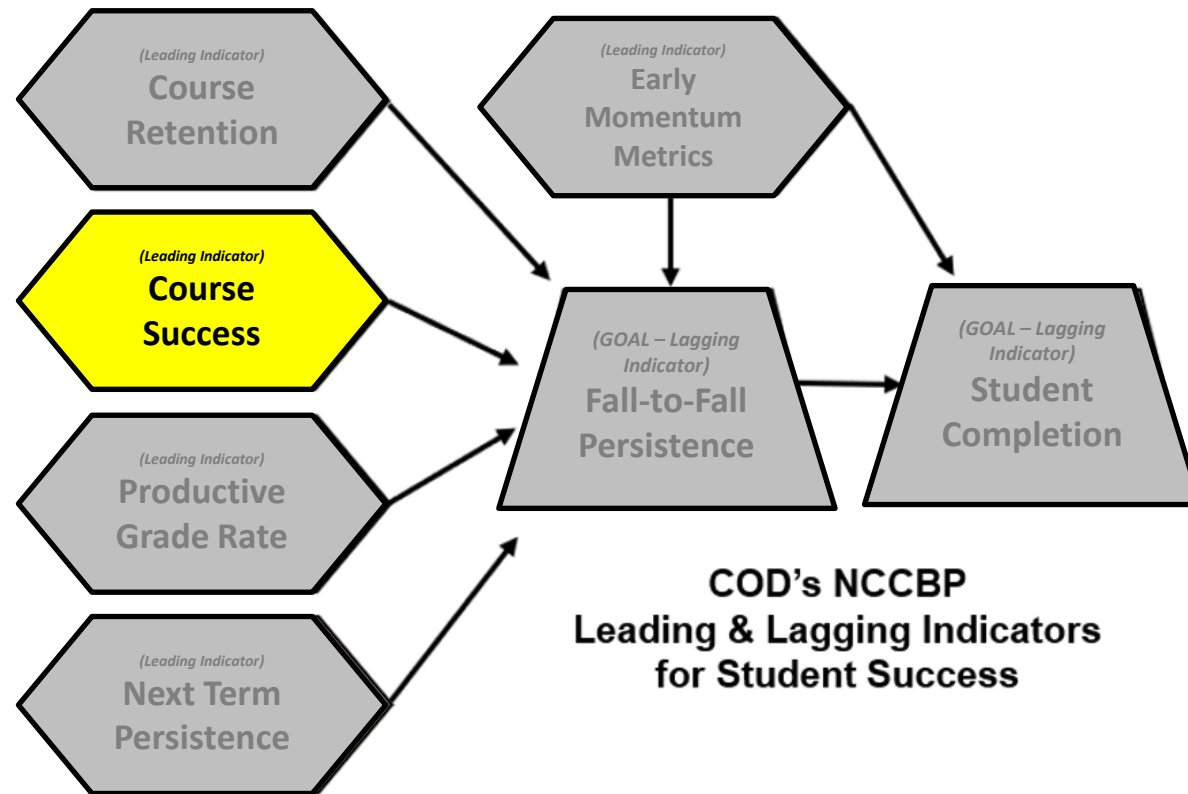 (Leading Indicator)
Course
Retention
(Leading Indicator)
Early
Momentum
Metrics
(Leading Indicator)
Course
Success
(GOAL – Lagging
Indicator)
Fall-to-Fall
Persistence
(GOAL – Lagging
Indicator)
Student
Completion
(Leading Indicator)
Productive
Grade Rate
(Leading Indicator)
Next Term
Persistence
COD's NCCBP
Leading & Lagging Indicators
for Student Success